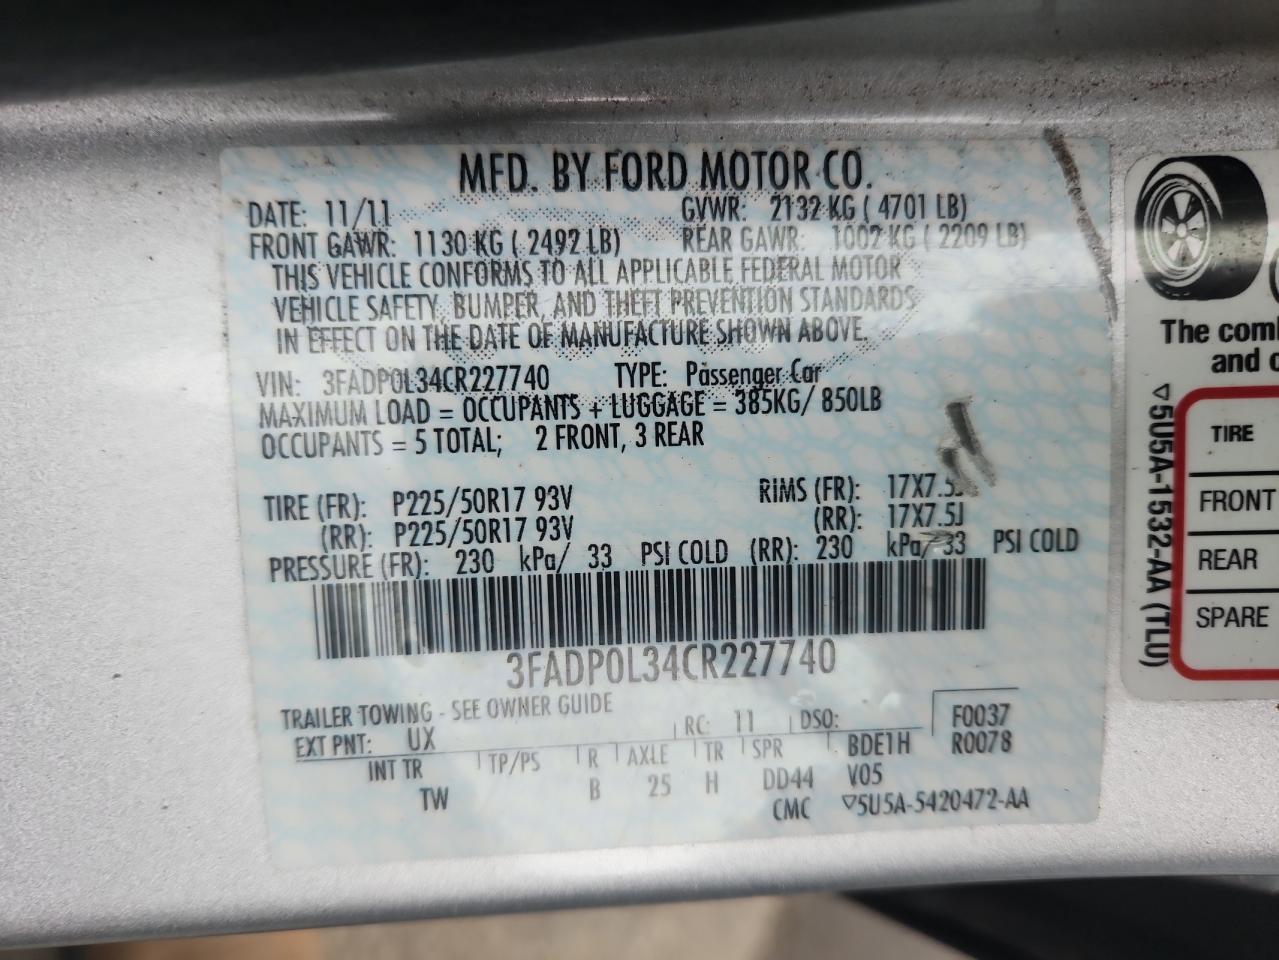 MFD. BY FORD MOTOR CO.
DATE: 11/11 GVWR: 2132 KG ( 4701 LB)
FRONT GAWR: 1130 KG ( 2492 LB) REAR GAWR: 1002 KG ( 2209 LB)
THIS VEHICLE CONFORMS TO ALL APPLICABLE FEDERAL MOTOR
VEHICLE SAFETY, BUMPER, AND THEFT PREVENTION STANDARDS
IN EFFECT ON THE DATE OF MANUFACTURE SHOWN ABOVE.
VIN: 3FADP0L34CR227740 TYPE: Passenger Car
MAXIMUM LOAD = OCCUPANTS + LUGGAGE = 385KG/ 850LB
OCCUPANTS = 5 TOTAL; 2 FRONT, 3 REAR
TIRE (FR): P225/50R17 93V RIMS (FR): 17X7.5J
(RR): P225/50R17 93V (RR): 17X7.5J
PRESSURE (FR): 230 kPa/ 33 PSI COLD (RR): 230 kPa/ 33 PSI COLD
3FADP0L34CR227740
TRAILER TOWING - SEE OWNER GUIDE
EXT PNT: UX RC: 11 DSO: F0037
INT TR TP/PS R AXLE TR SPR BDE1H R0078
TW B 25 H DD44 V05
CMC ▽5U5A-5420472-AA
The
and
▽5U5A-1532-AA (TLU)
TIRE
FRONT
REAR
SPARE